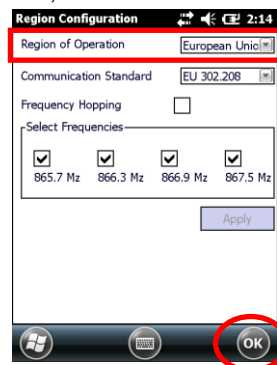 Region Configuration 2:14
Region of Operation European Unio
Communication Standard EU 302.208
Frequency Hopping
Select Frequencies
865.7 Mz 866.3 Mz 866.9 Mz 867.5 Mz
Apply
OK